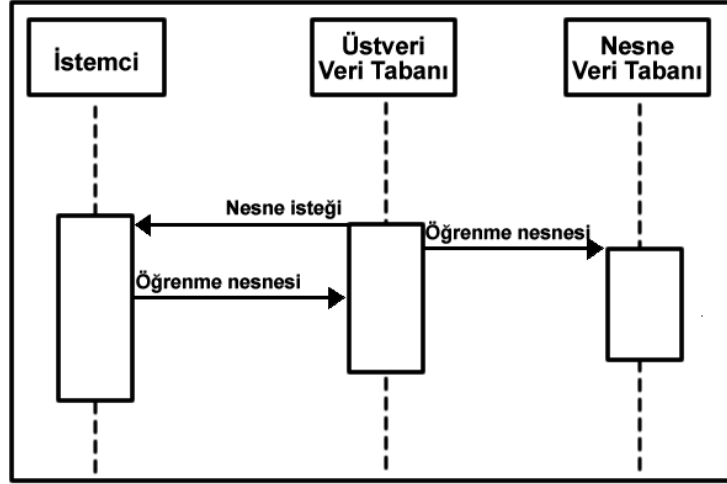 İstemci
Üstveri
Veri Tabanı
Nesne
Veri Tabanı
Nesne isteği
Öğrenme nesnesi
Öğrenme nesnesi